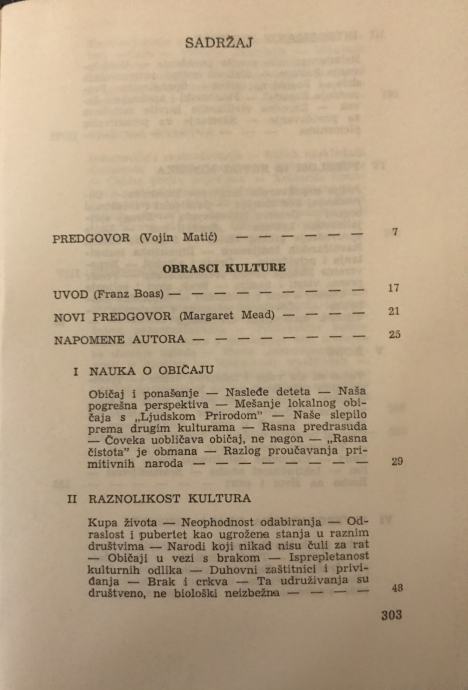 SADRŽAJ
PREDGOVOR (Vojin Matić) — — — — — — 7
OBRASCI KULTURE
UVOD (Franz Boas) — — — — — — — — 17
NOVI PREDGOVOR (Margaret Mead) — — — — 21
NAPOMENE AUTORA — — — — — — — 25
I NAUKA O OBIČAJU
Običaj i ponašanje — Nasleđe deteta — Naša
pogrešna perspektiva — Mešanje lokalnog obi-
čaja s „Ljudskom Prirodom” — Naše slepilo
prema drugim kulturama — Rasna predrasuda
— Čoveka uobličava običaj, ne nagon — „Rasna
čistota” je obmana — Razlog proučavanja pri-
mitivnih naroda — — — — — — — — 29
II RAZNOLIKOST KULTURA
Kupa života — Neophodnost odabiranja — Od-
raslost i pubertet kao ugrožena stanja u raznim
društvima — Narodi koji nikad nisu čuli za rat
— Običaji u vezi s brakom — Isprepletanost
kulturnih odlika — Duhovni zaštitnici i privi-
đanja — Brak i crkva — Ta udruživanja su
društveno, ne biološki neizbežna — — — — 48
303